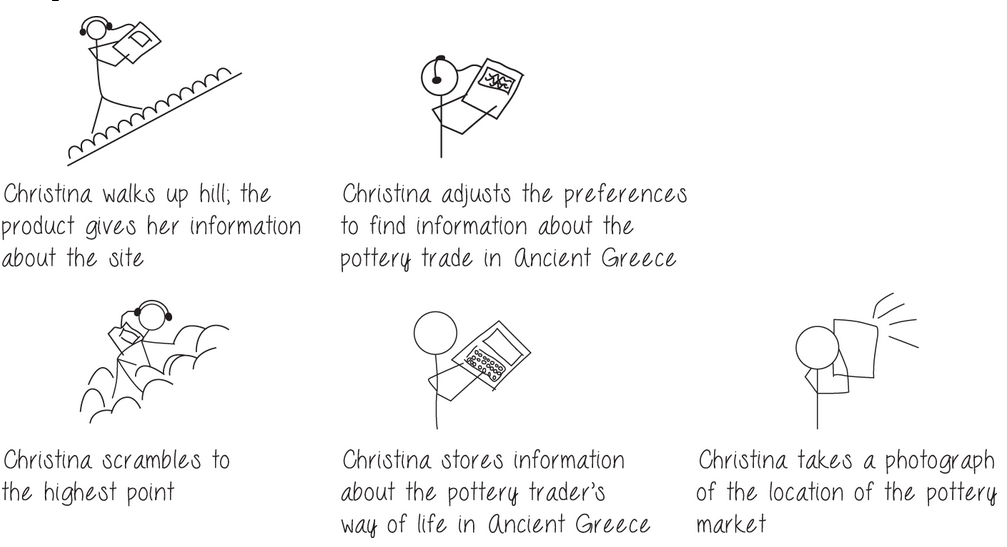 Christina walks up hill; the
product gives her information
about the site
Christina adjusts the preferences
to find information about the
pottery trade in Ancient Greece
Christina scrambles to
the highest point
Christina stores information
about the pottery trader's
way of life in Ancient Greece
Christina takes a photograph
of the location of the pottery
market